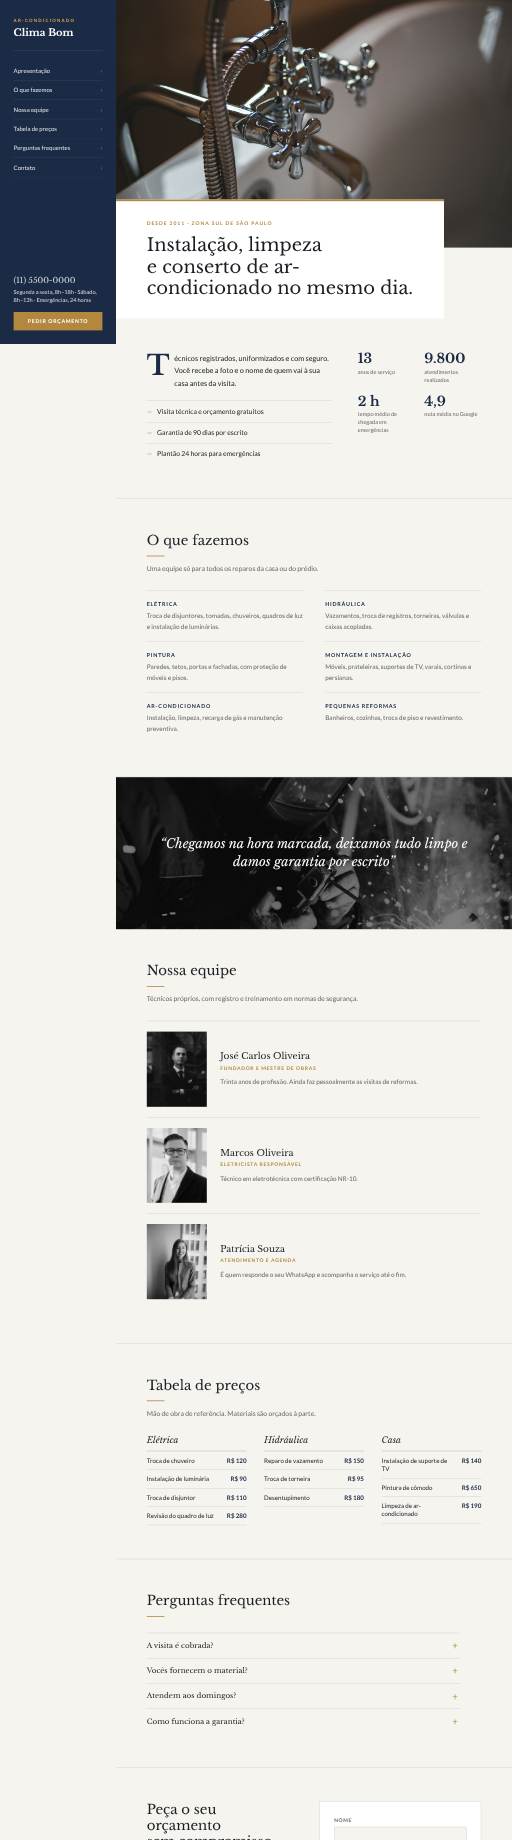 AR-CONDICIONADO
Clima Bom
Apresentação
O que fazemos
Nossa equipe
Tabela de preços
Perguntas frequentes
Contato
(11) 5500-0000
Segunda a sexta, 8h–18h · Sábado,
8h–13h · Emergências, 24 horas
PEDIR ORÇAMENTO
DESDE 2011 · ZONA SUL DE SÃO PAULO
Instalação, limpeza
e conserto de ar-
condicionado no mesmo dia.
Técnicos registrados, uniformizados e com seguro.
Você recebe a foto e o nome de quem vai à sua
casa antes da visita.
— Visita técnica e orçamento gratuitos
— Garantia de 90 dias por escrito
— Plantão 24 horas para emergências
13
anos de serviço
9.800
atendimentos
realizados
2 h
tempo médio de
chegada em
emergências
4,9
nota média no Google
O que fazemos
Uma equipe só para todos os reparos da casa ou do prédio.
ELÉTRICA
Troca de disjuntores, tomadas, chuveiros, quadros de luz
e instalação de luminárias.
HIDRÁULICA
Vazamentos, troca de registros, torneiras, válvulas e
caixas acopladas.
PINTURA
Paredes, tetos, portas e fachadas, com proteção de
móveis e pisos.
MONTAGEM E INSTALAÇÃO
Móveis, prateleiras, suportes de TV, varais, cortinas e
persianas.
AR-CONDICIONADO
Instalação, limpeza, recarga de gás e manutenção
preventiva.
PEQUENAS REFORMAS
Banheiros, cozinhas, troca de piso e revestimento.
“Chegamos na hora marcada, deixamos tudo limpo e
damos garantia por escrito”
Nossa equipe
Técnicos próprios, com registro e treinamento em normas de segurança.
José Carlos Oliveira
FUNDADOR E MESTRE DE OBRAS
Trinta anos de profissão. Ainda faz pessoalmente as visitas de reformas.
Marcos Oliveira
ELETRICISTA RESPONSÁVEL
Técnico em eletrotécnica com certificação NR-10.
Patrícia Souza
ATENDIMENTO E AGENDA
É quem responde o seu WhatsApp e acompanha o serviço até o fim.
Tabela de preços
Mão de obra de referência. Materiais são orçados à parte.
Elétrica
Troca de chuveiro R$ 120
Instalação de luminária R$ 90
Troca de disjuntor R$ 110
Revisão do quadro de luz R$ 280
Hidráulica
Reparo de vazamento R$ 150
Troca de torneira R$ 95
Desentupimento R$ 180
Casa
Instalação de suporte de R$ 140
TV
Pintura de cômodo R$ 650
Limpeza de ar- R$ 190
condicionado
Perguntas frequentes
A visita é cobrada? +
Vocês fornecem o material? +
Atendem aos domingos? +
Como funciona a garantia? +
Peça o seu
orçamento
NOME